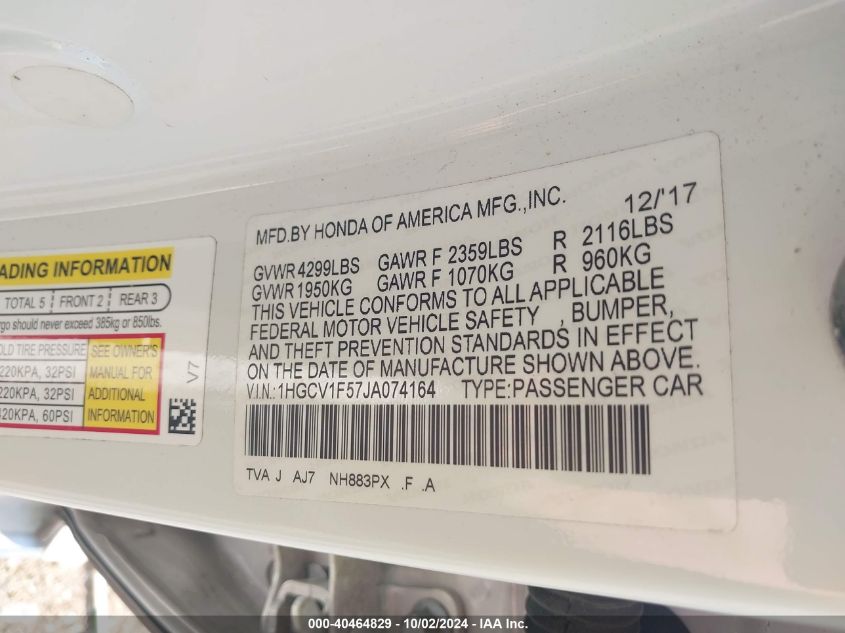 ADING INFORMATION
TOTAL 5 FRONT 2 REAR 3
rgo should never exceed 385kg or 850lbs.
OLD TIRE PRESSURE
220KPA, 32PSI
220KPA, 32PSI
420KPA, 60PSI
SEE OWNER'S
MANUAL FOR
ADDITIONAL
INFORMATION
V7
MFD.BY HONDA OF AMERICA MFG.,INC. 12/'17
GVWR 4299LBS GAWR F 2359LBS R 2116LBS
GVWR 1950KG GAWR F 1070KG R 960KG
THIS VEHICLE CONFORMS TO ALL APPLICABLE
FEDERAL MOTOR VEHICLE SAFETY , BUMPER,
AND THEFT PREVENTION STANDARDS IN EFFECT
ON THE DATE OF MANUFACTURE SHOWN ABOVE.
V.I.N.:1HGCV1F57JA074164 TYPE:PASSENGER CAR
TVA J AJ7 NH883PX .F .A
000-40464829 - 10/02/2024 - IAA Inc.